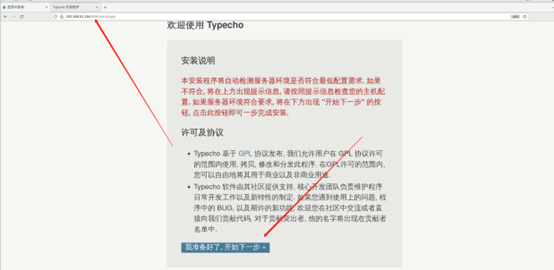 Typecho 安装程序
欢迎使用 Typecho
安装说明
本安装程序将自动检测服务器环境是否符合最低配置需求. 如果
不符合, 将在上方出现提示信息, 请按照提示信息检查您的主机配
置. 如果服务器环境符合要求, 将在下方出现 "开始下一步" 的按
钮, 点击此按钮即可一步完成安装.
许可及协议
Typecho 基于 GPL 协议发布, 我们允许用户在 GPL 协议许可
的范围内使用, 拷贝, 修改和分发此程序. 在GPL许可的范围内,
您可以自由地将其用于商业以及非商业用途.
Typecho 软件由其社区提供支持, 核心开发团队负责维护程序
日常开发工作以及新特性的制定. 如果您遇到使用上的问题, 程
序中的 BUG, 以及期许的新功能, 欢迎您在社区中交流或者直
接向我们贡献代码. 对于贡献突出者, 他的名字将出现在贡献者
名单中.
我准备好了, 开始下一步 »